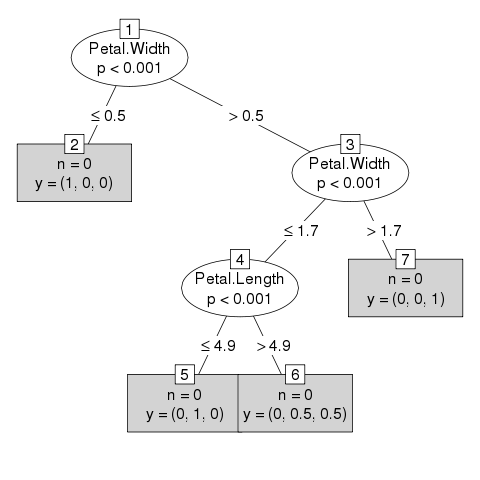 1
Petal.Width
p < 0.001
≤ 0.5
> 0.5
2
n = 0
y = (1, 0, 0)
3
Petal.Width
p < 0.001
≤ 1.7
> 1.7
4
Petal.Length
p < 0.001
7
n = 0
y = (0, 0, 1)
≤ 4.9
> 4.9
5
n = 0
y = (0, 1, 0)
6
n = 0
y = (0, 0.5, 0.5)